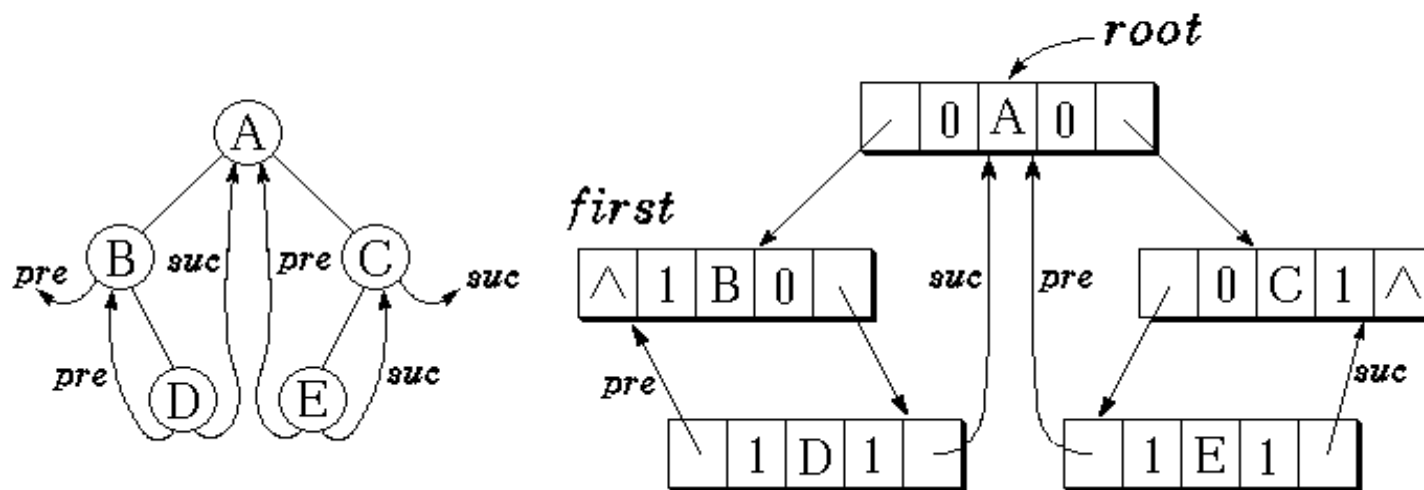 root
A
0 A 0
first
B
suc
pre
C
pre
suc
^ 1 B 0
suc
pre
0 C 1 ^
pre
D
E
suc
pre
suc
1 D 1
1 E 1